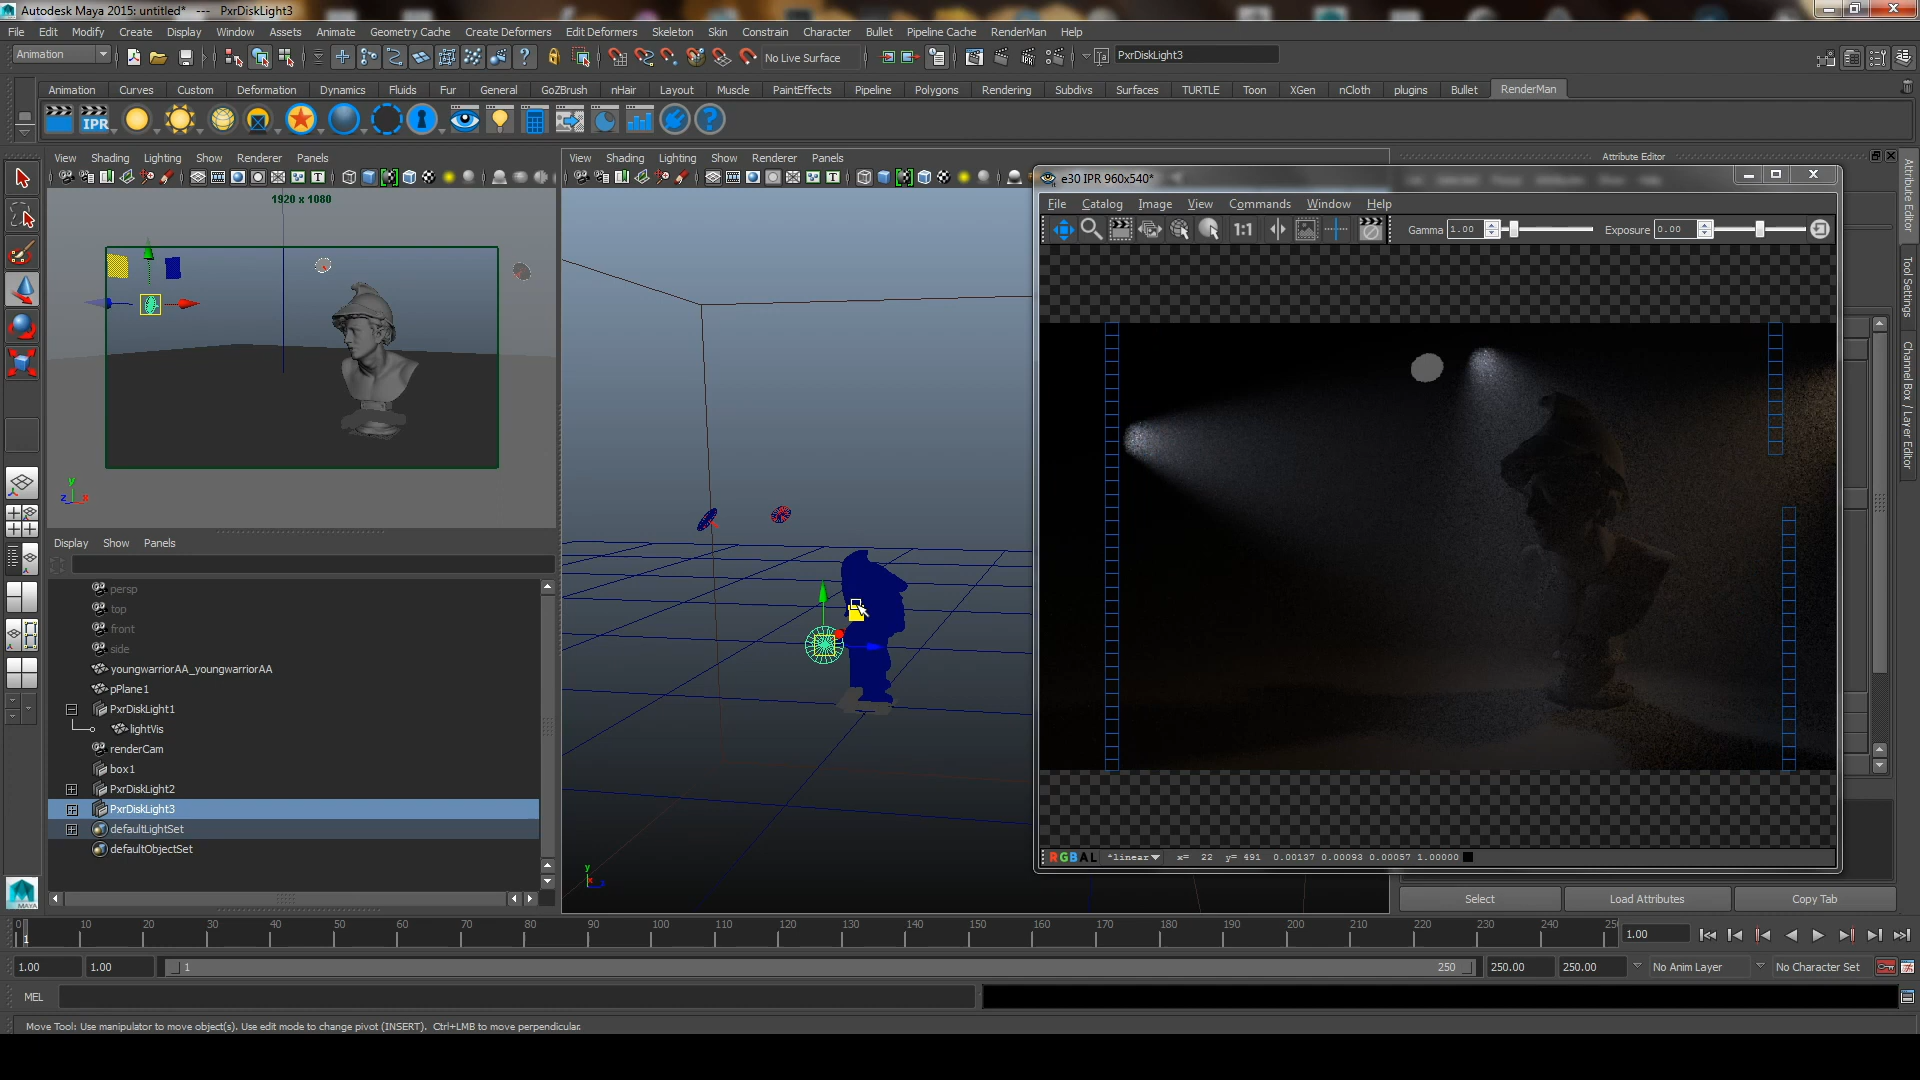 Autodesk Maya 2015: untitled* --- PxrDiskLight3
File Edit Modify Create Display Window Assets Animate Geometry Cache Create Deformers Edit Deformers Skeleton Skin Constrain Character Bullet Pipeline Cache RenderMan Help
Animation No Live Surface PxrDiskLight3
Animation Curves Custom Deformation Dynamics Fluids Fur General GoZBrush nHair Layout Muscle PaintEffects Pipeline Polygons Rendering Subdivs Surfaces TURTLE Toon XGen nCloth plugins Bullet RenderMan
IPR
View Shading Lighting Show Renderer Panels
View Shading Lighting Show Renderer Panels
Attribute Editor
1920 x 1080
e30 IPR 960x540*
File Catalog Image View Commands Window Help
1:1 Gamma 1.00 Exposure 0.00
Attribute Editor
Tool Settings
Channel Box / Layer Editor
y
z x
Display Show Panels
persp
top
front
side
youngwarriorAA_youngwarriorAA
pPlane1
PxrDiskLight1
lightVis
renderCam
box1
PxrDiskLight2
PxrDiskLight3
defaultLightSet
defaultObjectSet
y
RGBAL *linear x= 22 y= 491 0.00137 0.00093 0.00057 1.00000
MAYA
Select Load Attributes Copy Tab
0 10 20 30 40 50 60 70 80 90 100 110 120 130 140 150 160 170 180 190 200 210 220 230 240 25
1 1.00
1.00 1.00 1 250 250.00 250.00 No Anim Layer No Character Set
MEL
Move Tool: Use manipulator to move object(s). Use edit mode to change pivot (INSERT). Ctrl+LMB to move perpendicular.